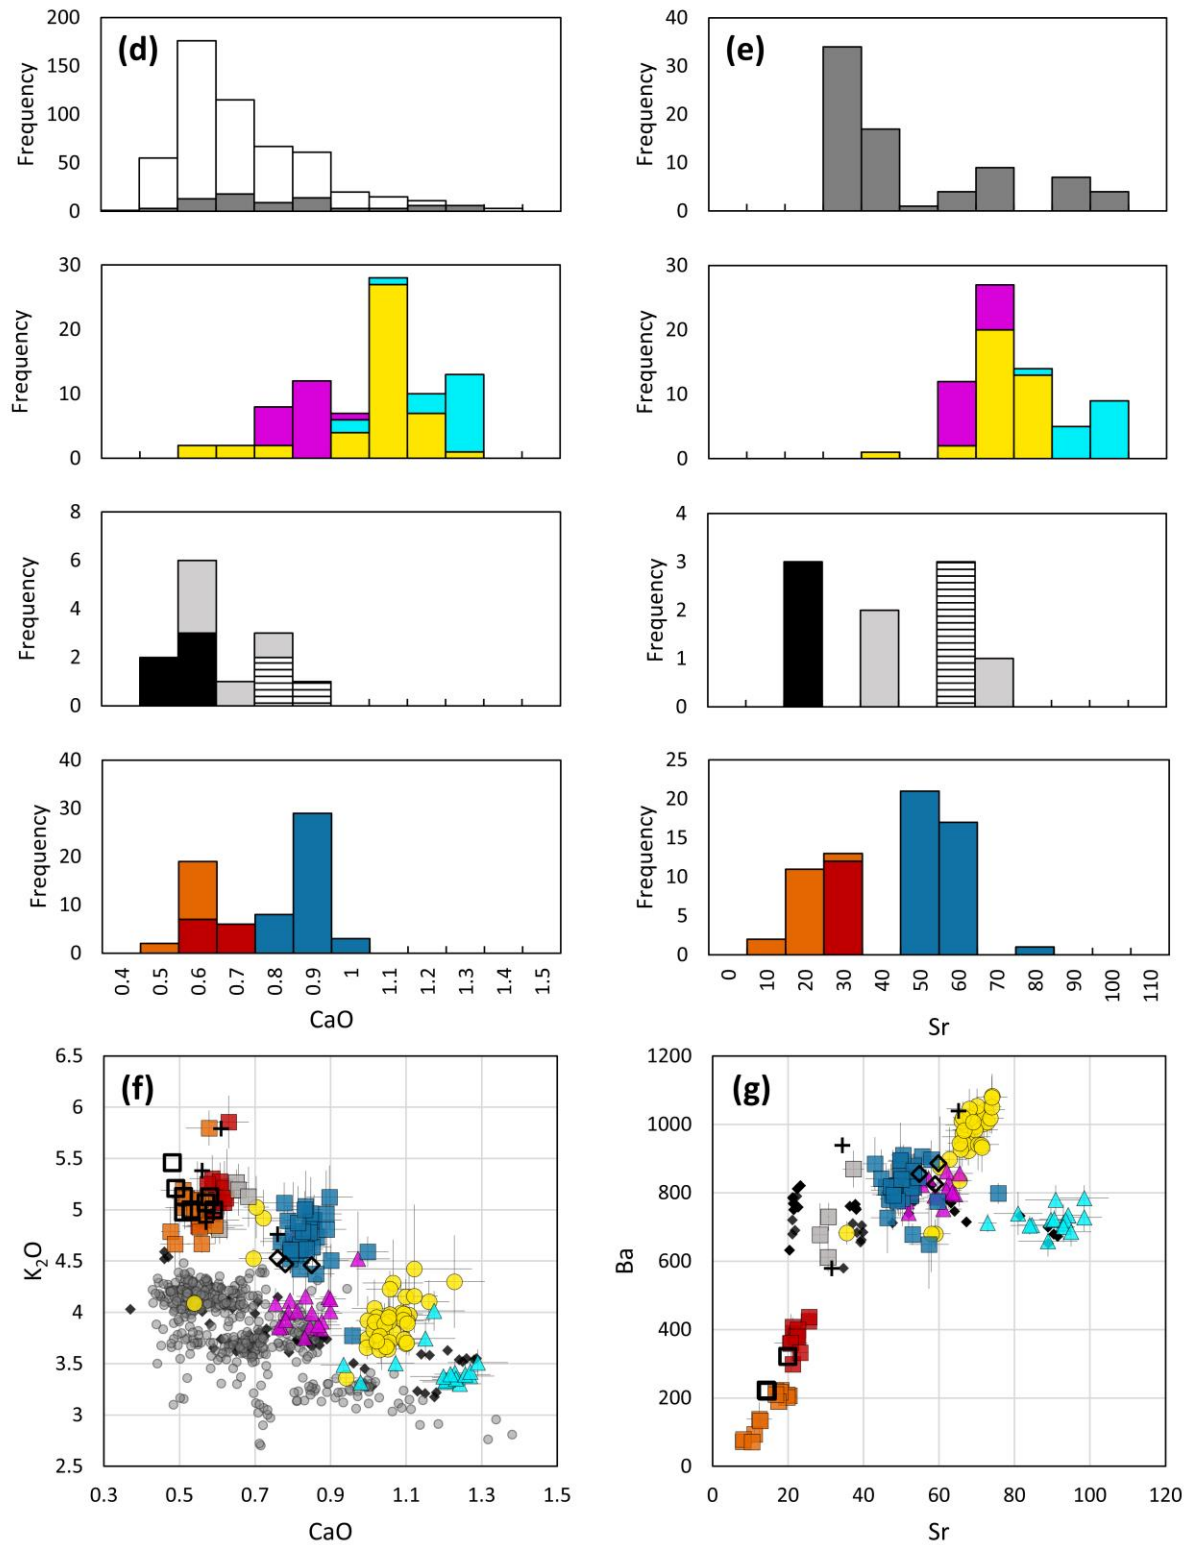 (d)
Frequency
200
150
100
50
0
(e)
Frequency
40
30
20
10
0
Frequency
30
20
10
0
Frequency
30
20
10
0
Frequency
8
6
4
2
0
Frequency
4
3
2
1
0
Frequency
40
30
20
10
0
0.4 0.5 0.6 0.7 0.8 0.9 1 1.1 1.2 1.3 1.4 1.5
CaO
Frequency
25
20
15
10
5
0
0 10 20 30 40 50 60 70 80 90 100 110
Sr
(f)
K₂O
6.5
6
5.5
5
4.5
4
3.5
3
2.5
0.3 0.5 0.7 0.9 1.1 1.3 1.5
CaO
(g)
Ba
1200
1000
800
600
400
200
0
0 20 40 60 80 100 120
Sr